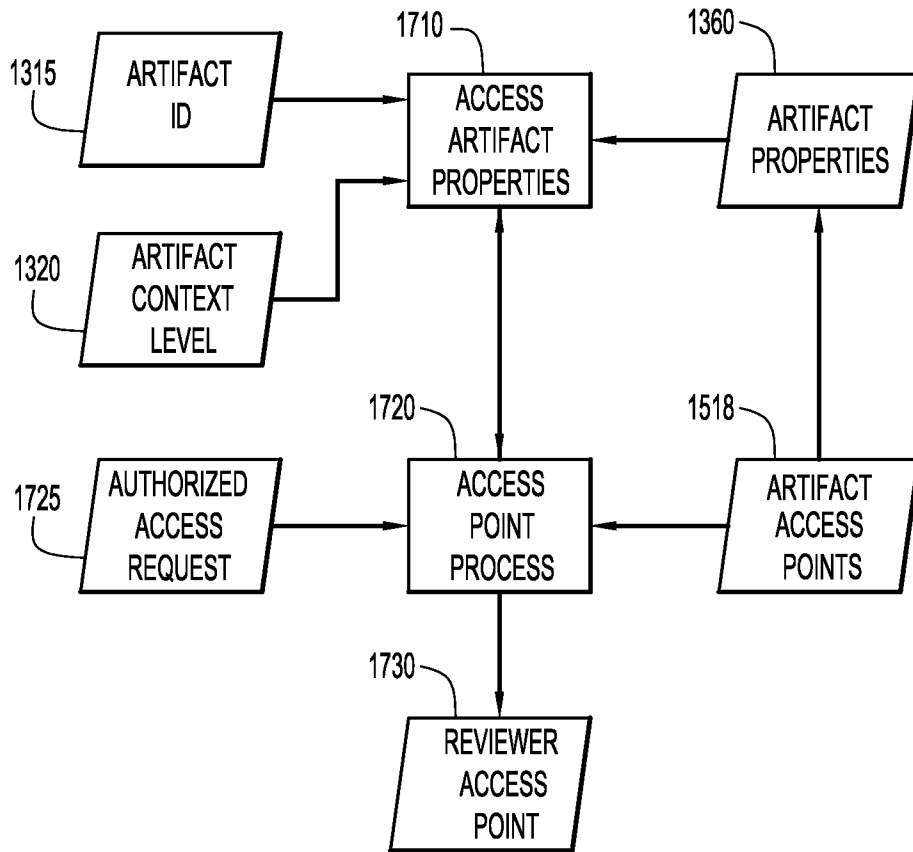 1710
1360
1315
ARTIFACT
ID
ACCESS
ARTIFACT
PROPERTIES
ARTIFACT
PROPERTIES
1320
ARTIFACT
CONTEXT
LEVEL
1720
1518
1725
AUTHORIZED
ACCESS
REQUEST
ACCESS
POINT
PROCESS
ARTIFACT
ACCESS
POINTS
1730
REVIEWER
ACCESS
POINT